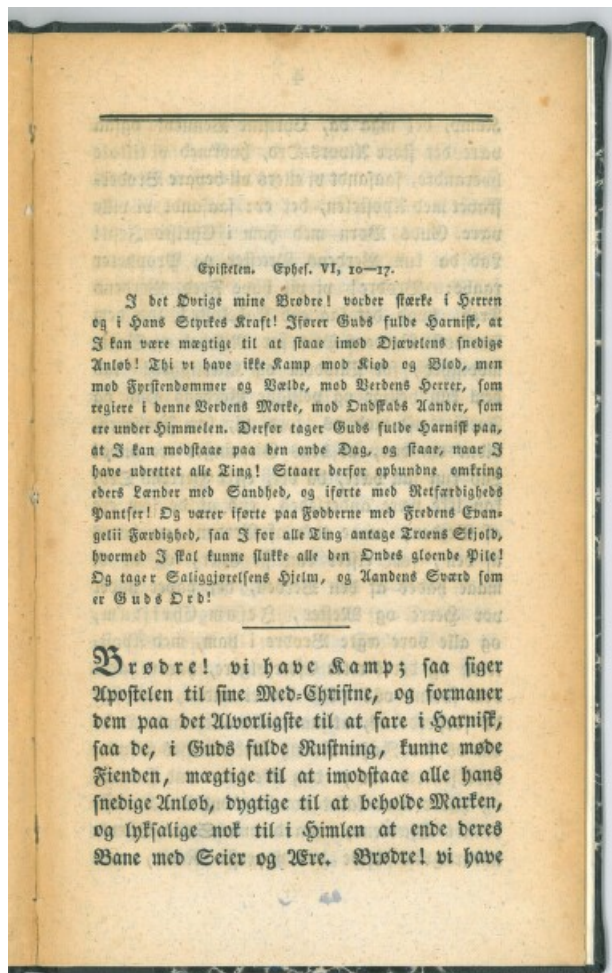 Epistelen. Ephes. VI, 10—17.
I det Øvrige mine Brødre! vorder stærke i Herren
og i Hans Styrkes Kraft! Ifører Guds fulde Harnisk, at
I kan være mægtige til at staae imod Djævelens snedige
Anløb! Thi vi have ikke Kamp mod Kiød og Blod, men
mod Fyrstendømmer og Vælde, mod Verdens Herrer, som
regiere i denne Verdens Mørke, mod Ondskabs Aander, som
ere under Himmelen. Derfor tager Guds fulde Harnisk paa,
at I kan modstaae paa den onde Dag, og staae, naar I
have udrettet alle Ting! Staaer derfor opbundne omkring
eders Lænder med Sandhed, og iførte med Retfærdigheds
Pantser! Og værer iførte paa Fødderne med Fredens Evan-
gelii Færdighed, saa I for alle Ting antage Troens Skjold,
hvormed I skal kunne slukke alle den Ondes gloende Pile!
Og tager Saliggjørelsens Hjelm, og Aandens Sværd som
er Guds Ord!
Brødre! vi have Kamp; saa siger
Apostelen til sine Med-Christne, og formaner
dem paa det Alvorligste til at fare i Harnisk,
saa de, i Guds fulde Rustning, kunne møde
Fienden, mægtige til at imodstaae alle hans
snedige Anløb, dygtige til at beholde Marken,
og lyksalige nok til i Himlen at ende deres
Bane med Seier og Ære. Brødre! vi have